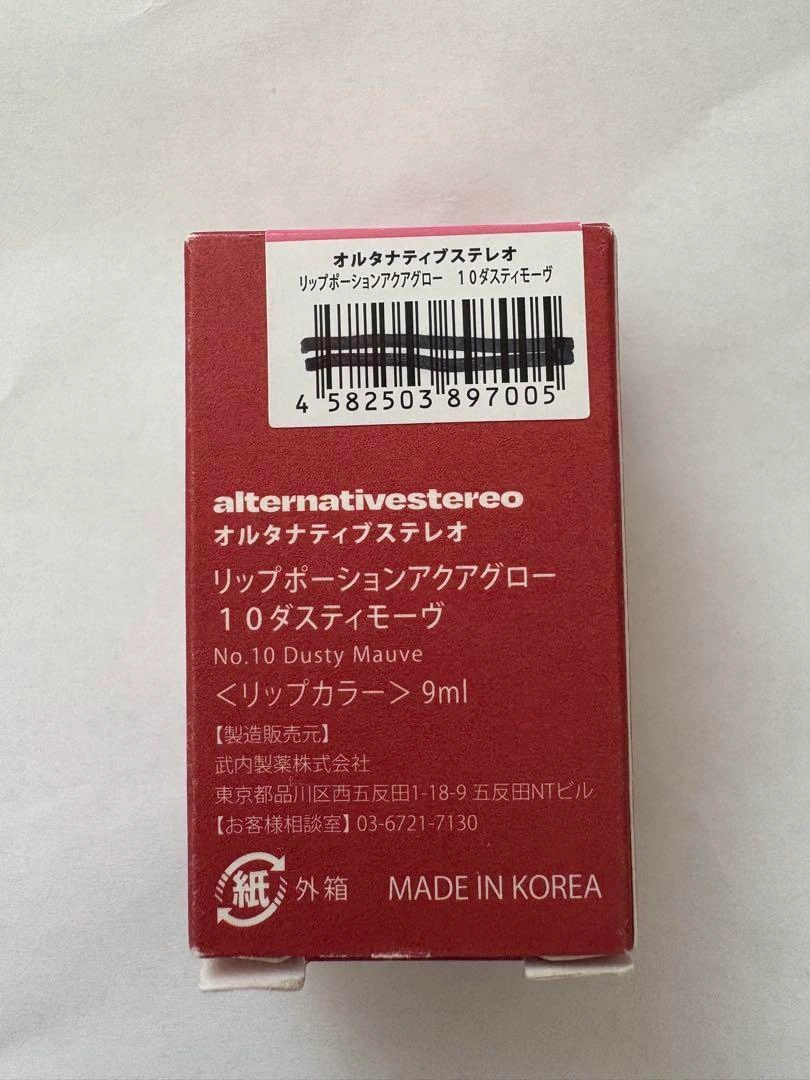 オルタナティブステレオ
リップポーションアクアグロー　１０ダスティモーヴ
4 582503 897005
alternativestereo
オルタナティブステレオ
リップポーションアクアグロー
１０ダスティモーヴ
No.10 Dusty Mauve
＜リップカラー＞ 9ml
【製造販売元】
武内製薬株式会社
東京都品川区西五反田1-18-9 五反田NTビル
【お客様相談室】03-6721-7130
紙 外箱 MADE IN KOREA